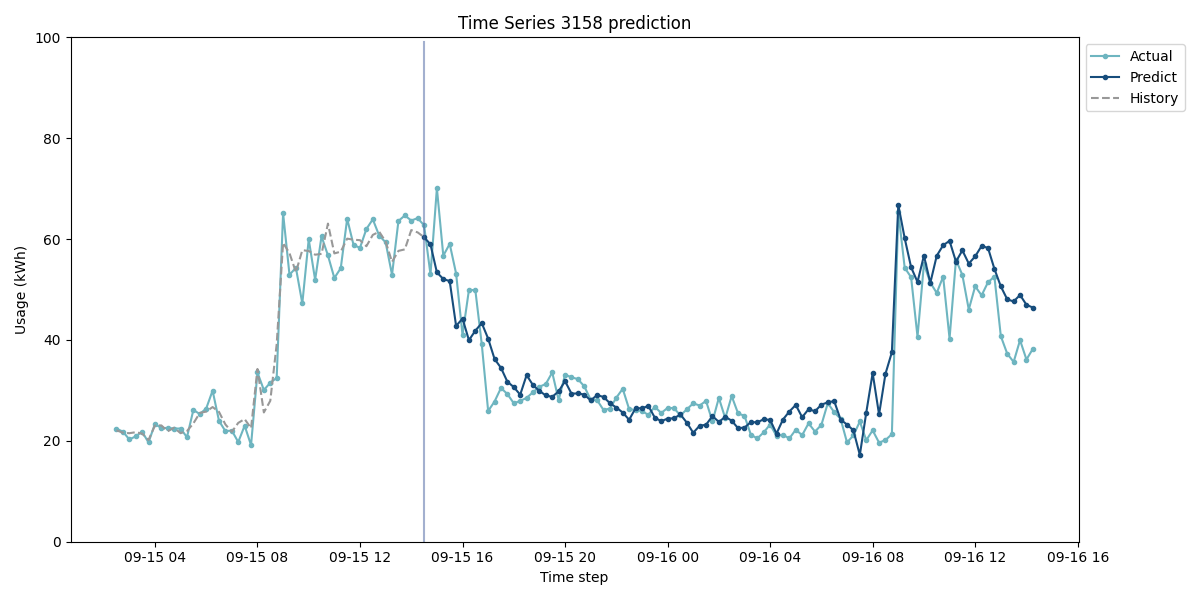 Time Series 3158 prediction
100
80
60
40
20
0
Usage (kWh)
09-15 04
09-15 08
09-15 12
09-15 16
09-15 20
09-16 00
09-16 04
09-16 08
09-16 12
09-16 16
Time step
Actual
Predict
History